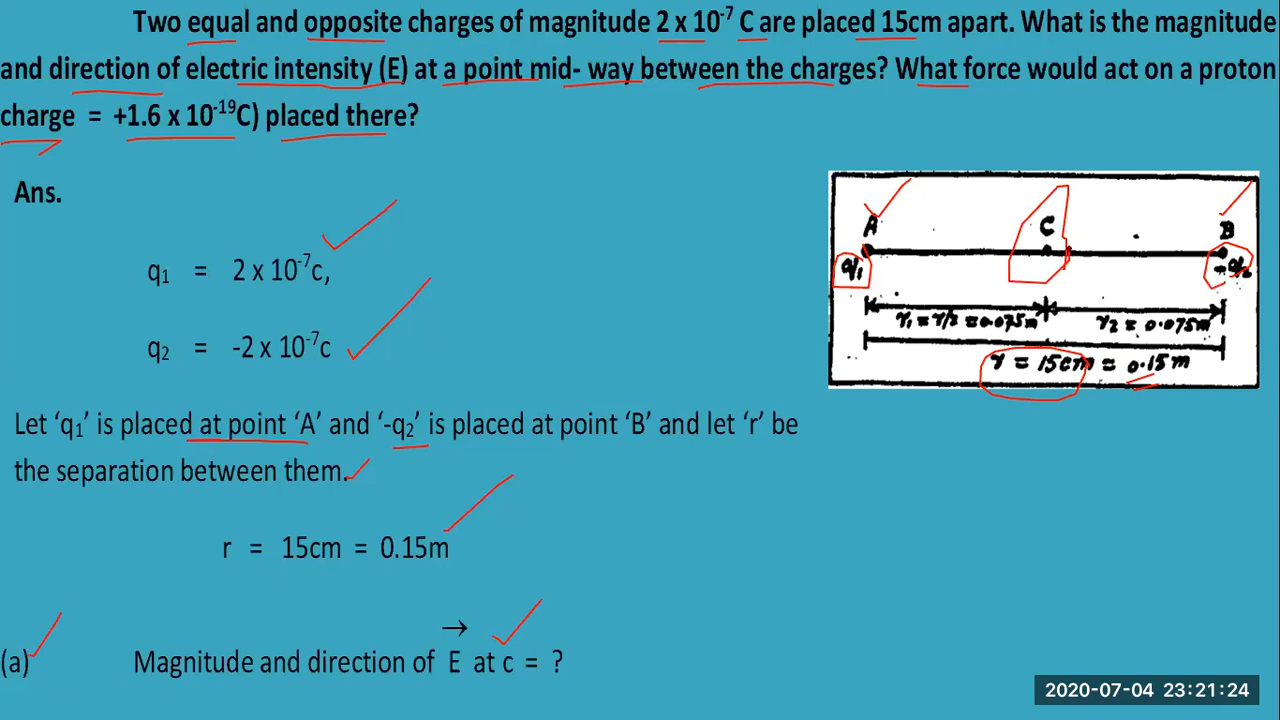 Two equal and opposite charges of magnitude 2 x 10⁻⁷ C are placed 15cm apart. What is the magnitude
and direction of electric intensity (E) at a point mid- way between the charges? What force would act on a proton
charge = +1.6 x 10⁻¹⁹C) placed there?
Ans.
q₁ = 2 x 10⁻⁷c,
q₂ = -2 x 10⁻⁷c
Let ‘q₁’ is placed at point ‘A’ and ‘-q₂’ is placed at point ‘B’ and let ‘r’ be
the separation between them.
r = 15cm = 0.15m
(a) Magnitude and direction of E⃗ at c = ?
A C B
q₁ -q₂
r₁ = r/2 = 0.075m r₂ = 0.075m
r = 15cm = 0.15m
2020-07-04 23:21:24